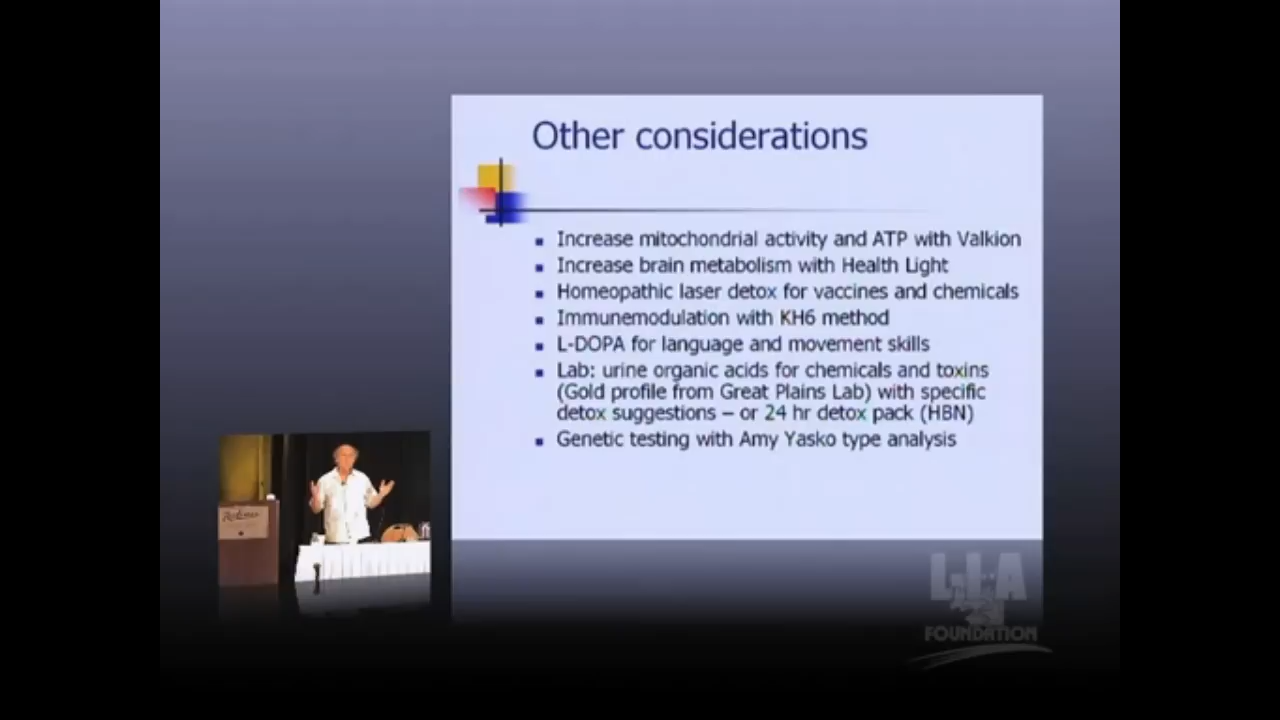 Other considerations
Increase mitochondrial activity and ATP with Valkion
Increase brain metabolism with Health Light
Homeopathic laser detox for vaccines and chemicals
Immunemodulation with KH6 method
L-DOPA for language and movement skills
Lab: urine organic acids for chemicals and toxins
(Gold profile from Great Plains Lab) with specific
detox suggestions – or 24 hr detox pack (HBN)
Genetic testing with Amy Yasko type analysis
FOUNDATION